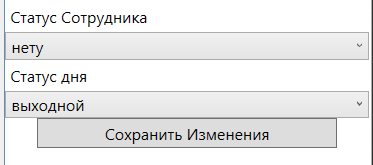 Статус Сотрудника
нету
Статус дня
выходной
Сохранить Изменения